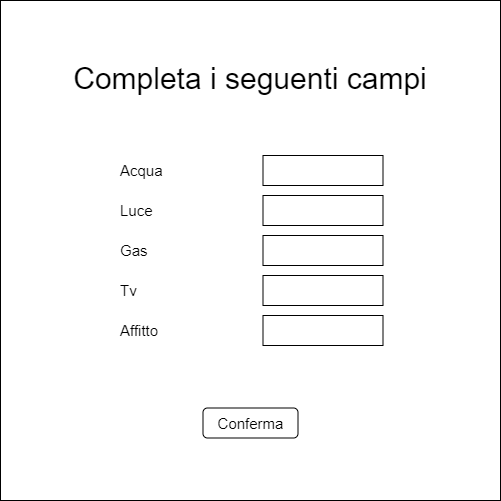 Completa i seguenti campi
Acqua
Luce
Gas
Tv
Affitto
Conferma